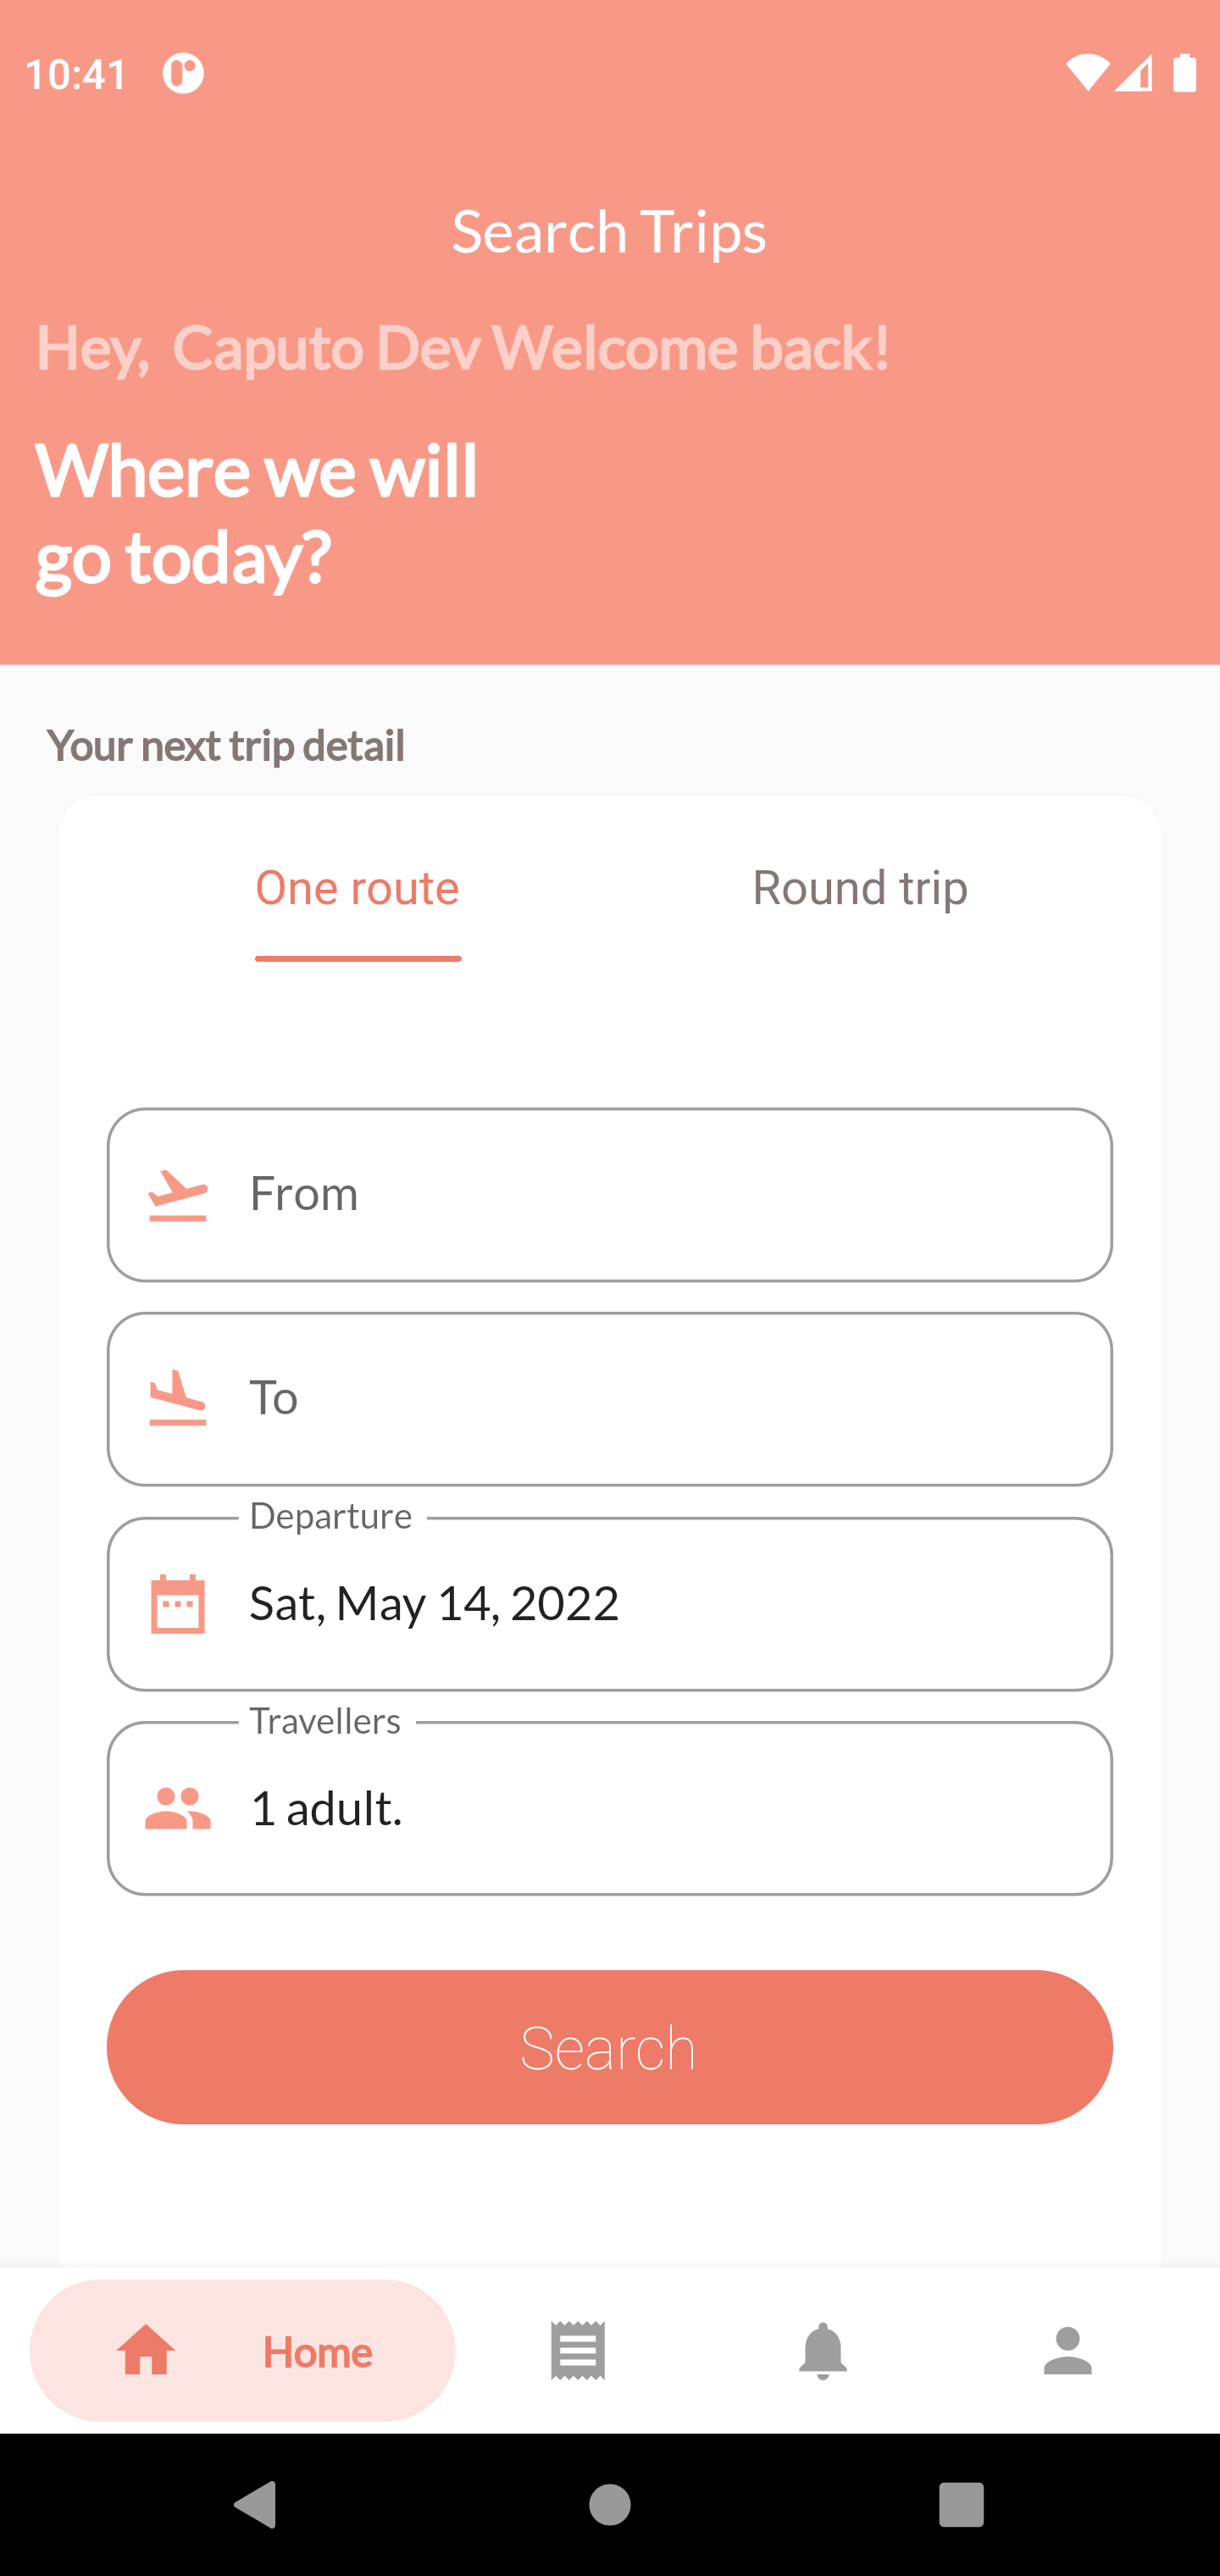 10:41
Search Trips
Hey,  Caputo Dev Welcome back!
Where we will
go today?
Your next trip detail
One route
Round trip
From
To
Departure
Sat, May 14, 2022
Travellers
1 adult.
Search
Home